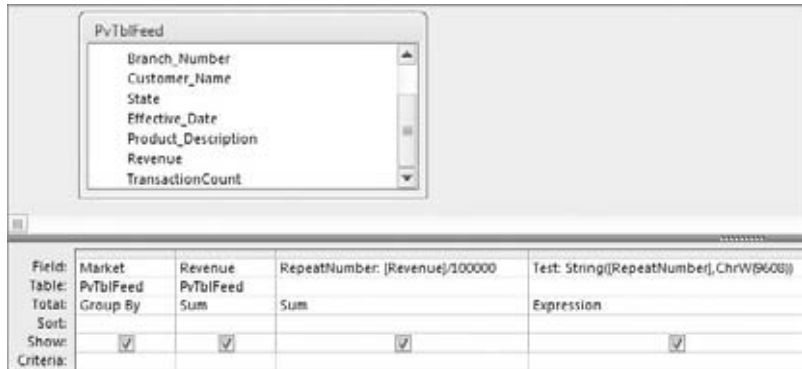 PvTblFeed
Branch_Number
Customer_Name
State
Effective_Date
Product_Description
Revenue
TransactionCount
Field: Market Revenue RepeatNumber: [Revenue]/100000 Test: String([RepeatNumber],ChrW(9608))
Table: PvTblFeed PvTblFeed
Total: Group By Sum Sum Expression
Sort:
Show:
Criteria: